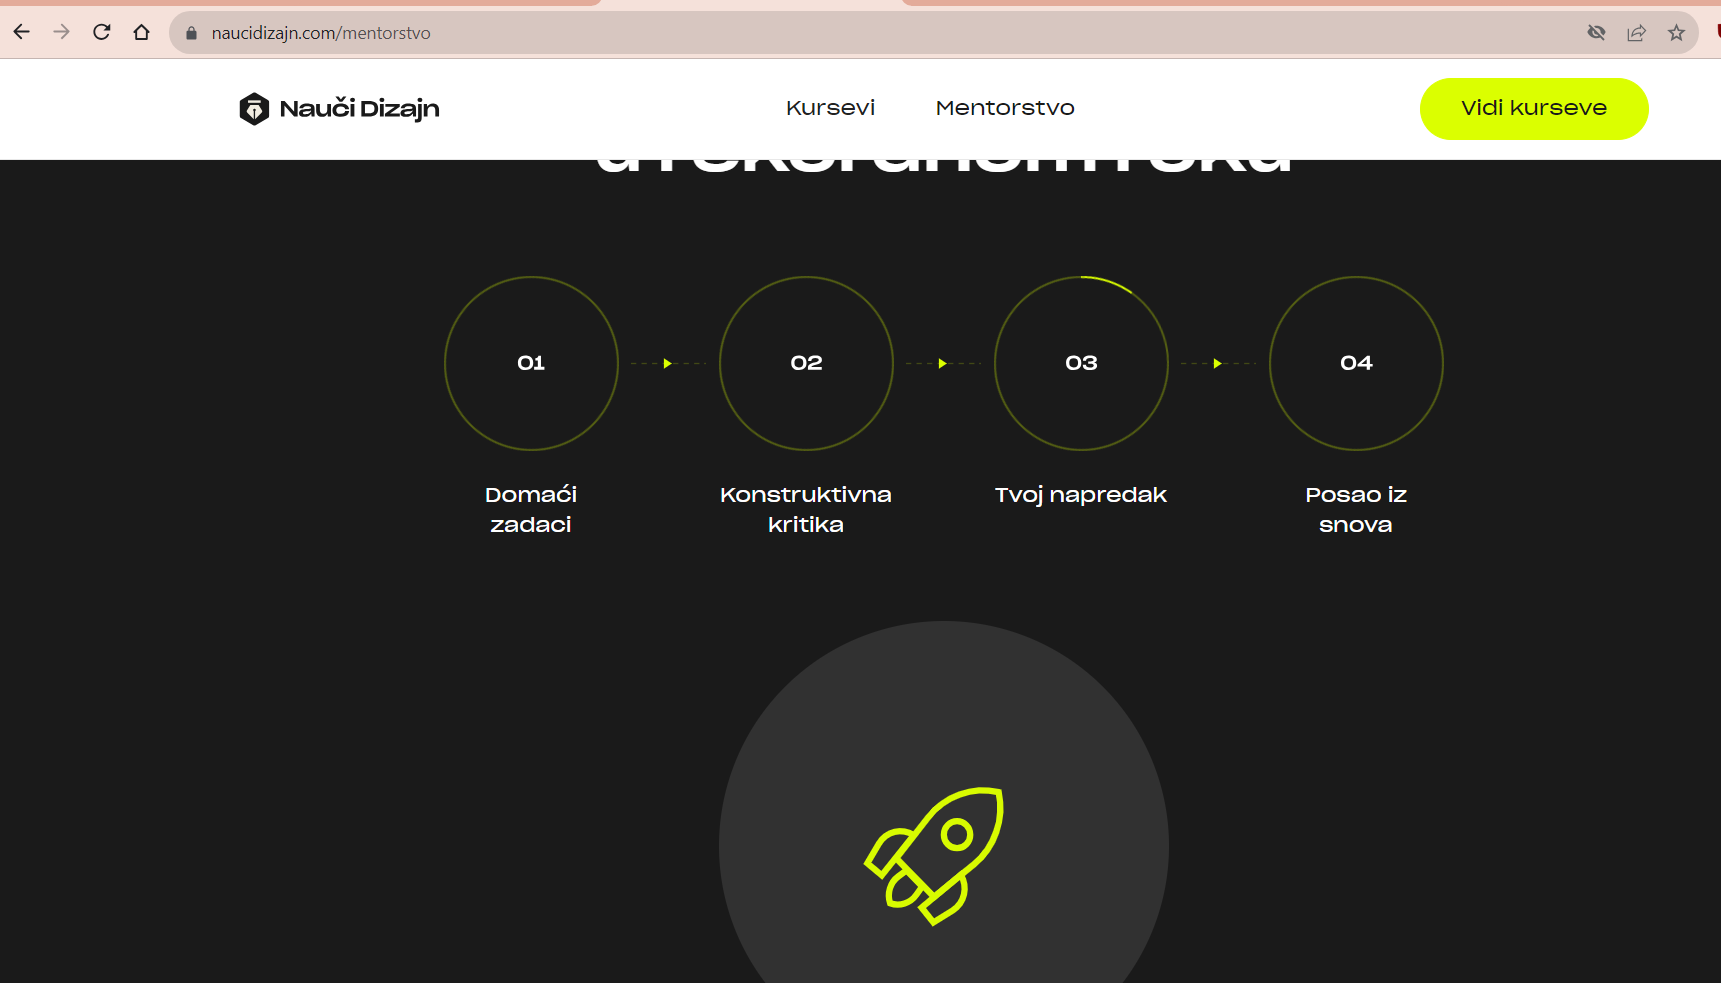 naucidizajn.com/mentorstvo
Nauči Dizajn
Kursevi
Mentorstvo
Vidi kurseve
01
02
03
04
Domaći
zadaci
Konstruktivna
kritika
Tvoj napredak
Posao iz
snova